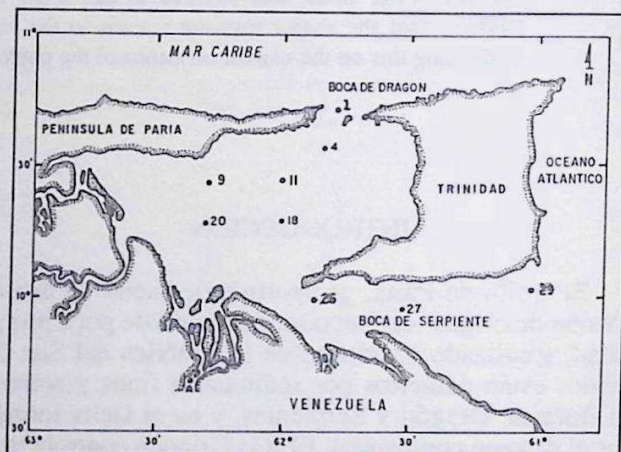 11°
MAR CARIBE
N
BOCA DE DRAGON
1
PENINSULA DE PARIA
4
30'
OCEANO
ATLANTICO
9
11
TRINIDAD
20
18
29
10°
26
27
BOCA DE SERPIENTE
VENEZUELA
30'
63°
30'
62°
30'
61°